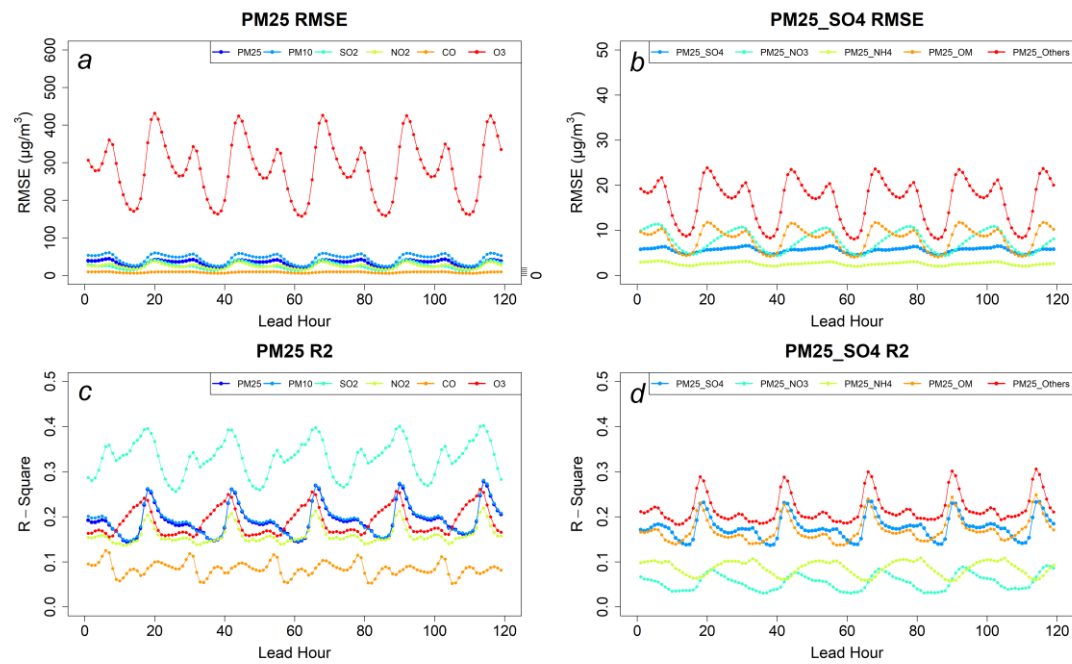 PM25 RMSE
a
PM25 PM10 SO2 NO2 CO O3
RMSE (µg/m³)
600
500
400
300
200
100
0
0
0 20 40 60 80 100 120
Lead Hour
PM25_SO4 RMSE
b
PM25_SO4 PM25_NO3 PM25_NH4 PM25_OM PM25_Others
RMSE (µg/m³)
50
40
30
20
10
0
0 20 40 60 80 100 120
Lead Hour
PM25 R2
c
PM25 PM10 SO2 NO2 CO O3
R – Square
0.5
0.4
0.3
0.2
0.1
0.0
0 20 40 60 80 100 120
Lead Hour
PM25_SO4 R2
d
PM25_SO4 PM25_NO3 PM25_NH4 PM25_OM PM25_Others
R – Square
0.5
0.4
0.3
0.2
0.1
0.0
0 20 40 60 80 100 120
Lead Hour